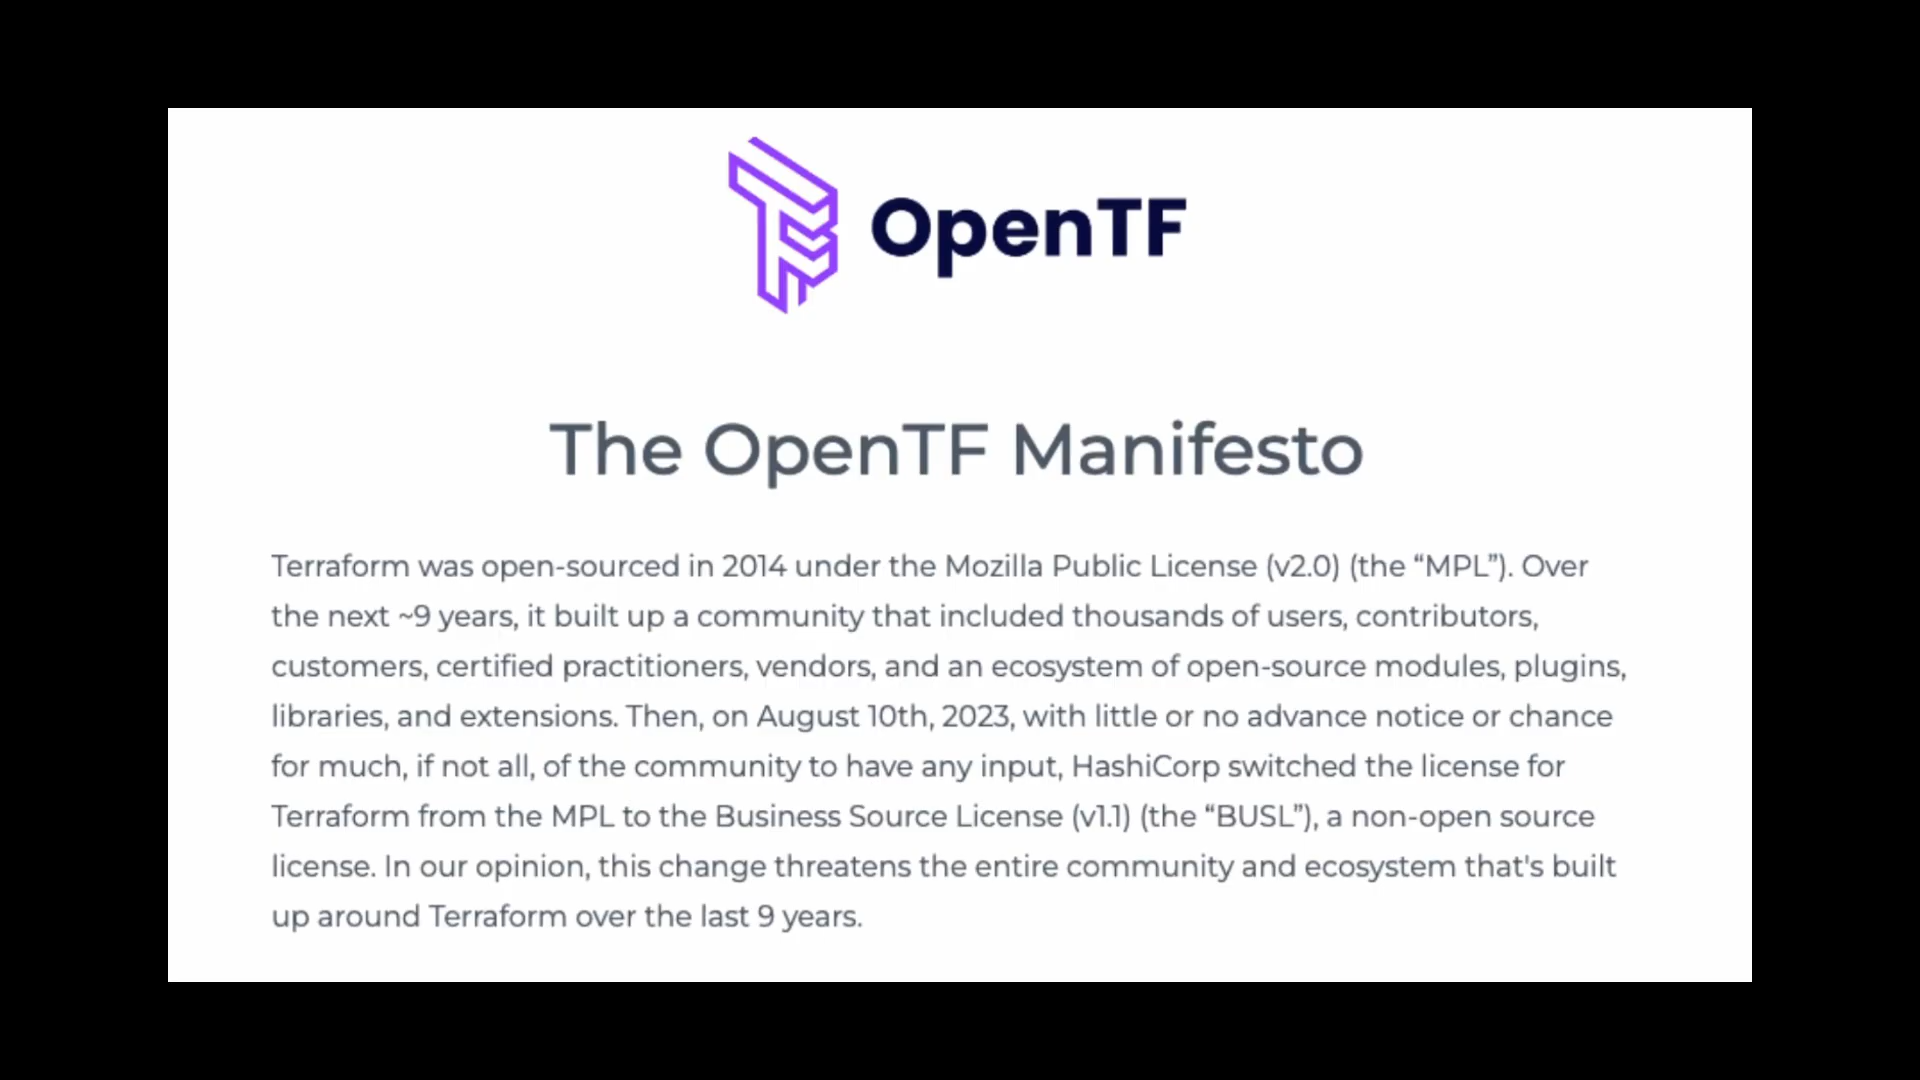 OpenTF
The OpenTF Manifesto
Terraform was open-sourced in 2014 under the Mozilla Public License (v2.0) (the “MPL”). Over
the next ~9 years, it built up a community that included thousands of users, contributors,
customers, certified practitioners, vendors, and an ecosystem of open-source modules, plugins,
libraries, and extensions. Then, on August 10th, 2023, with little or no advance notice or chance
for much, if not all, of the community to have any input, HashiCorp switched the license for
Terraform from the MPL to the Business Source License (v1.1) (the “BUSL”), a non-open source
license. In our opinion, this change threatens the entire community and ecosystem that's built
up around Terraform over the last 9 years.